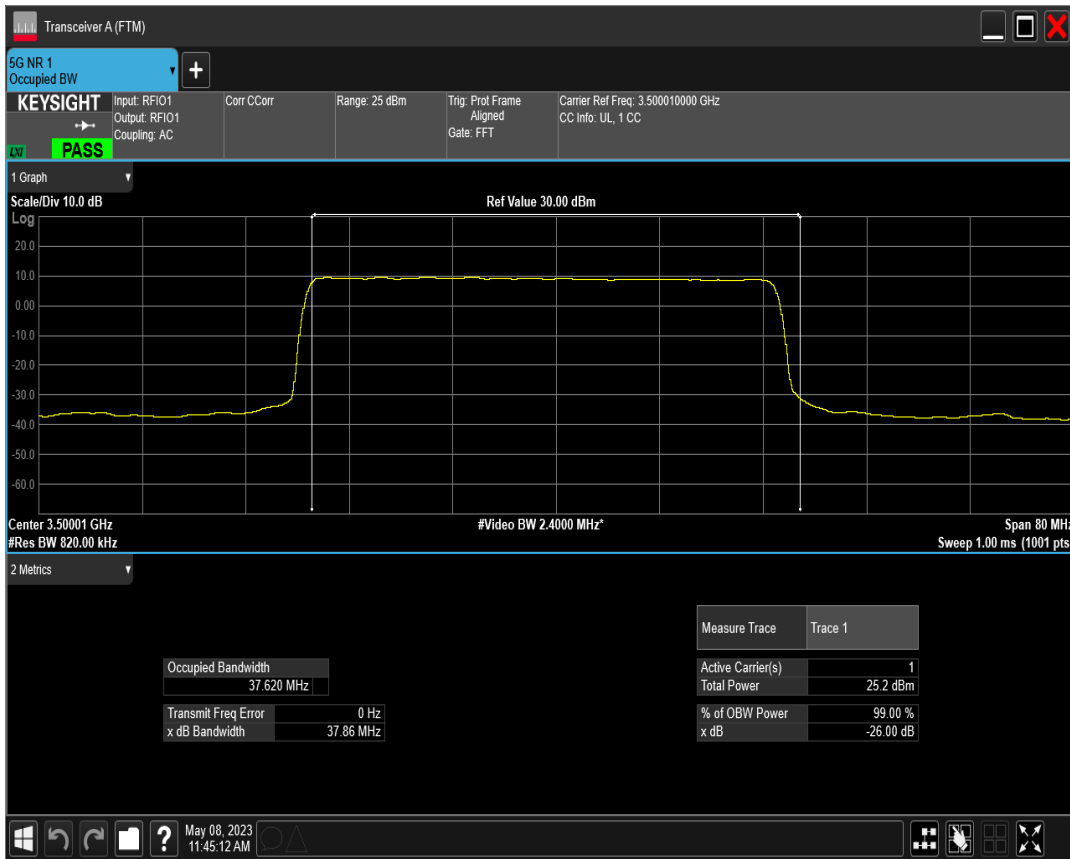 Transceiver A (FTM)
5G NR 1
Occupied BW
+
KEYSIGHT
LXI
PASS
Input: RFIO1
Output: RFIO1
Coupling: AC
Corr CCorr
Range: 25 dBm
Trig: Prot Frame
Aligned
Gate: FFT
Carrier Ref Freq: 3.500010000 GHz
CC Info: UL, 1 CC
1 Graph
Scale/Div 10.0 dB
Ref Value 30.00 dBm
Log
20.0
10.0
0.00
-10.0
-20.0
-30.0
-40.0
-50.0
-60.0
Center 3.50001 GHz
#Video BW 2.4000 MHz*
Span 80 MHz
#Res BW 820.00 kHz
Sweep 1.00 ms (1001 pts
2 Metrics
Measure Trace Trace 1
Occupied Bandwidth
37.620 MHz
Active Carrier(s) 1
Total Power 25.2 dBm
Transmit Freq Error 0 Hz
x dB Bandwidth 37.86 MHz
% of OBW Power 99.00 %
x dB -26.00 dB
?
May 08, 2023
11:45:12 AM